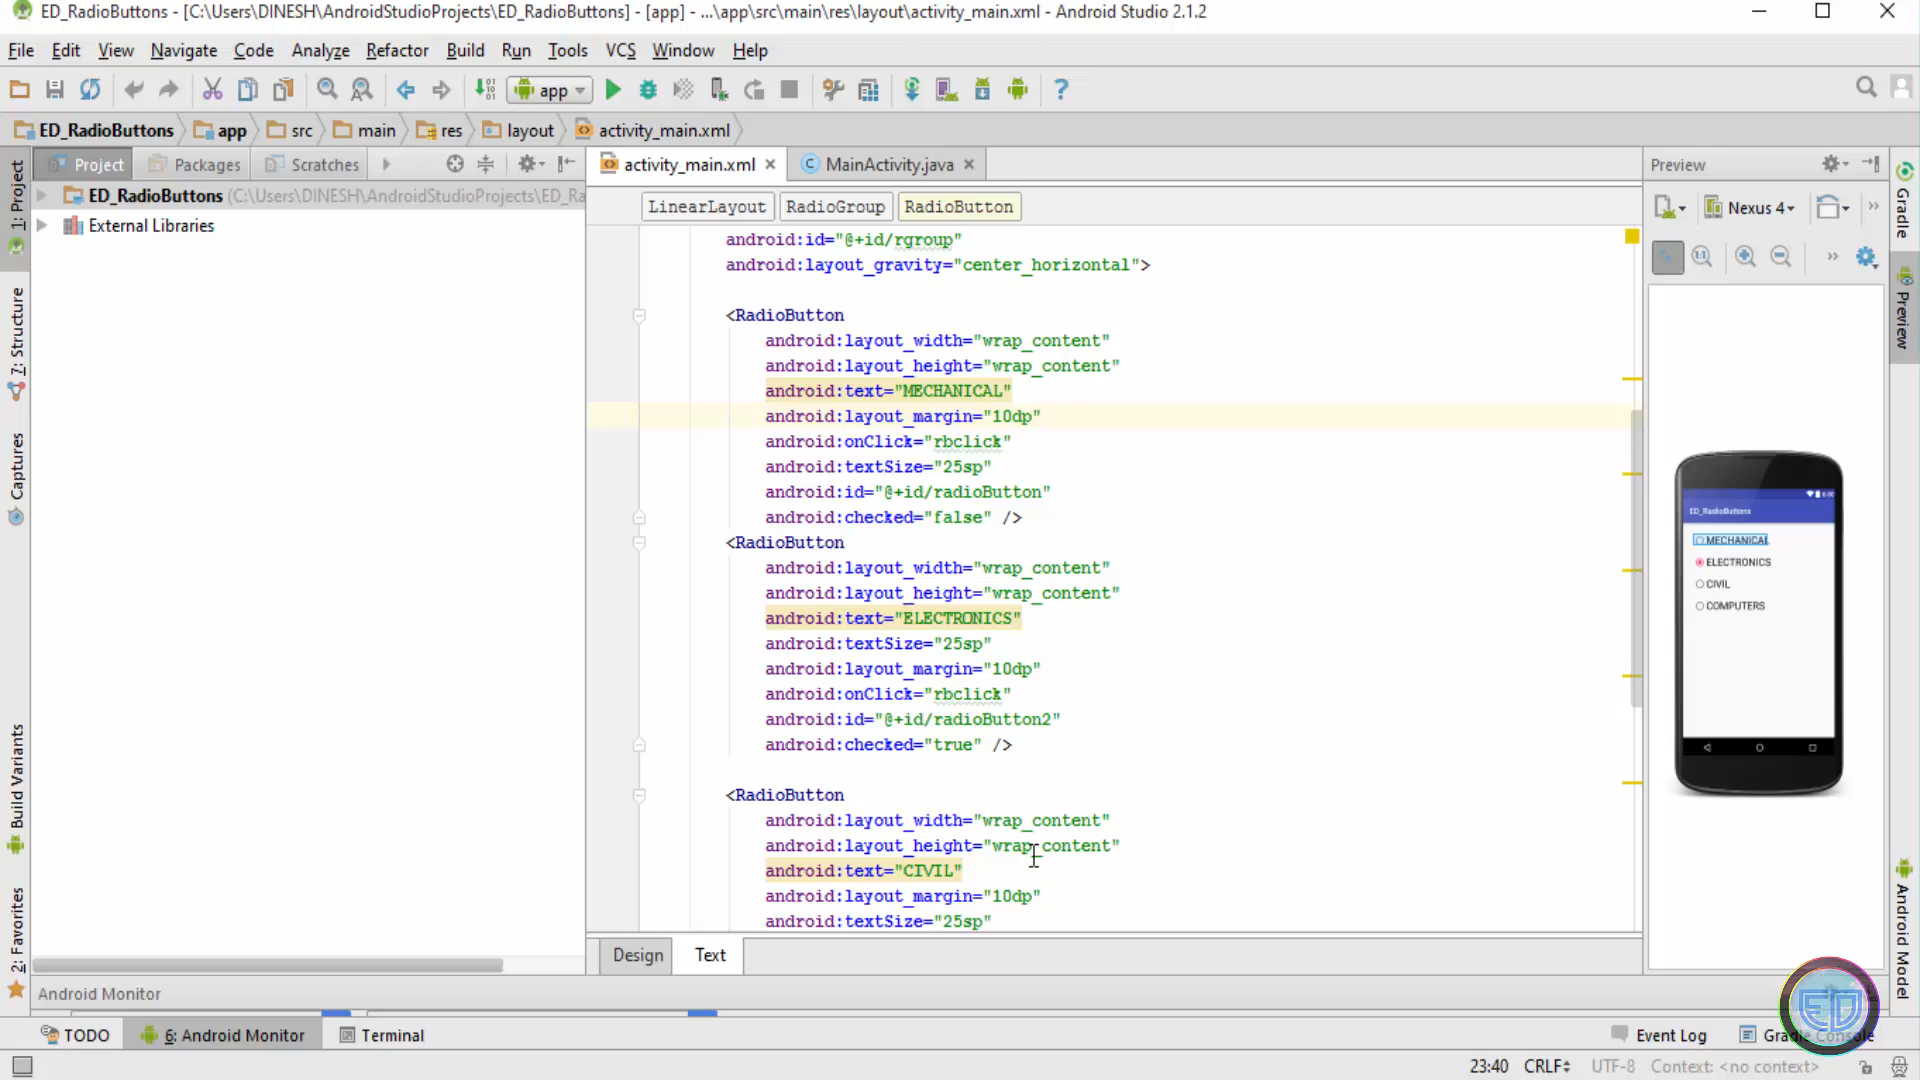 ED_RadioButtons - [C:\Users\DINESH\AndroidStudioProjects\ED_RadioButtons] - [app] - ...\app\src\main\res\layout\activity_main.xml - Android Studio 2.1.2
File Edit View Navigate Code Analyze Refactor Build Run Tools VCS Window Help
app
ED_RadioButtons app src main res layout activity_main.xml
Project Packages Scratches
activity_main.xml MainActivity.java
Preview
ED_RadioButtons (C:\Users\DINESH\AndroidStudioProjects\ED_Ra
External Libraries
LinearLayout RadioGroup RadioButton
Nexus 4
1: Project
7: Structure
Captures
Build Variants
2: Favorites
android:id="@+id/rgroup"
android:layout_gravity="center_horizontal">
<RadioButton
android:layout_width="wrap_content"
android:layout_height="wrap_content"
android:text="MECHANICAL"
android:layout_margin="10dp"
android:onClick="rbclick"
android:textSize="25sp"
android:id="@+id/radioButton"
android:checked="false" />
<RadioButton
android:layout_width="wrap_content"
android:layout_height="wrap_content"
android:text="ELECTRONICS"
android:textSize="25sp"
android:layout_margin="10dp"
android:onClick="rbclick"
android:id="@+id/radioButton2"
android:checked="true" />
<RadioButton
android:layout_width="wrap_content"
android:layout_height="wrap_content"
android:text="CIVIL"
android:layout_margin="10dp"
android:textSize="25sp"
Design Text
ED_RadioButtons
MECHANICAL
ELECTRONICS
CIVIL
COMPUTERS
Gradle
Preview
Android Model
Android Monitor
TODO 6: Android Monitor Terminal
Event Log Gradle Console
23:40 CRLF UTF-8 Context: <no context>
ED